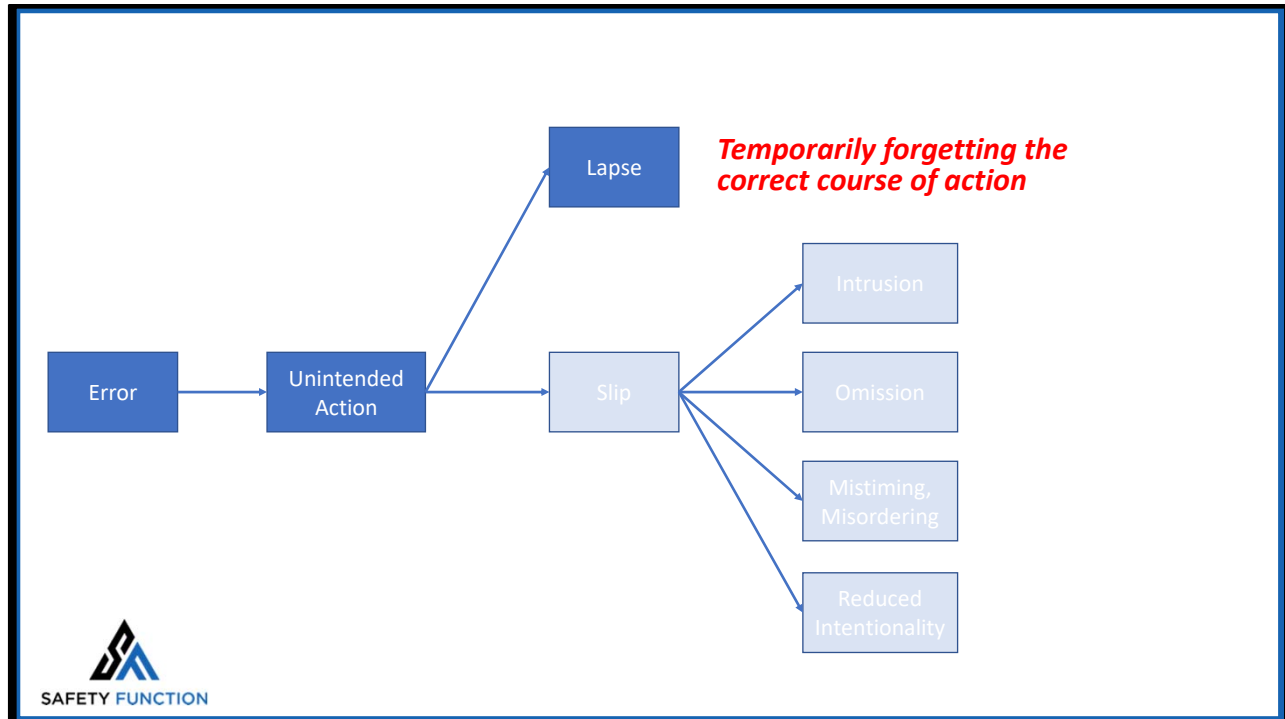 Lapse
Temporarily forgetting the
correct course of action
Intrusion
Error
Unintended
Action
Slip
Omission
Mistiming,
Misordering
Reduced
Intentionality
SAFETY FUNCTION